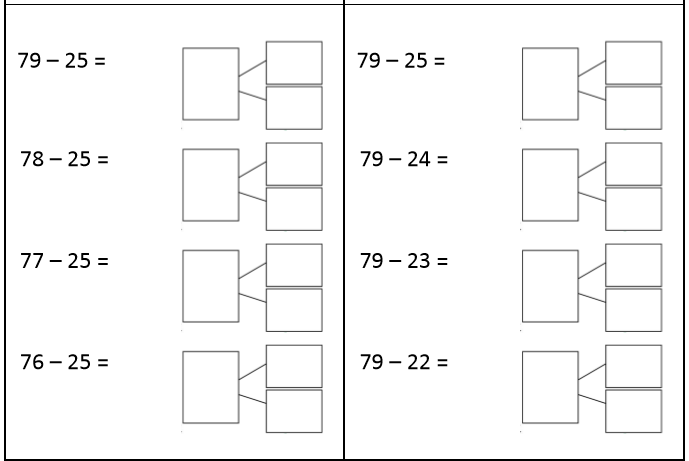 79 – 25 =
78 – 25 =
77 – 25 =
76 – 25 =
79 – 25 =
79 – 24 =
79 – 23 =
79 – 22 =